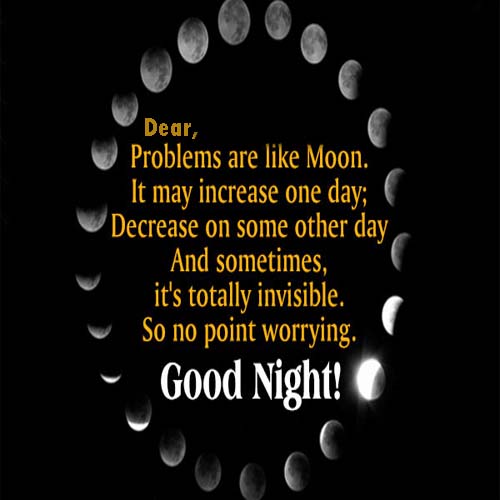 Dear,
Problems are like Moon.
It may increase one day;
Decrease on some other day
And sometimes,
it's totally invisible.
So no point worrying.
Good Night!